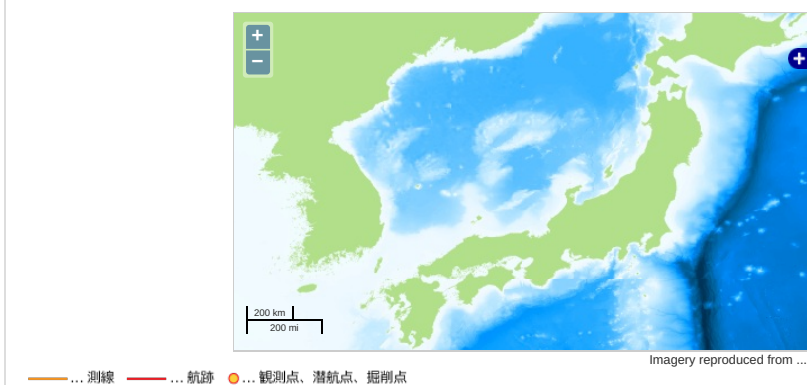 +
−
+
200 km
200 mi
Imagery reproduced from ...
... 測線 ... 航跡 ... 観測点、潜航点、掘削点